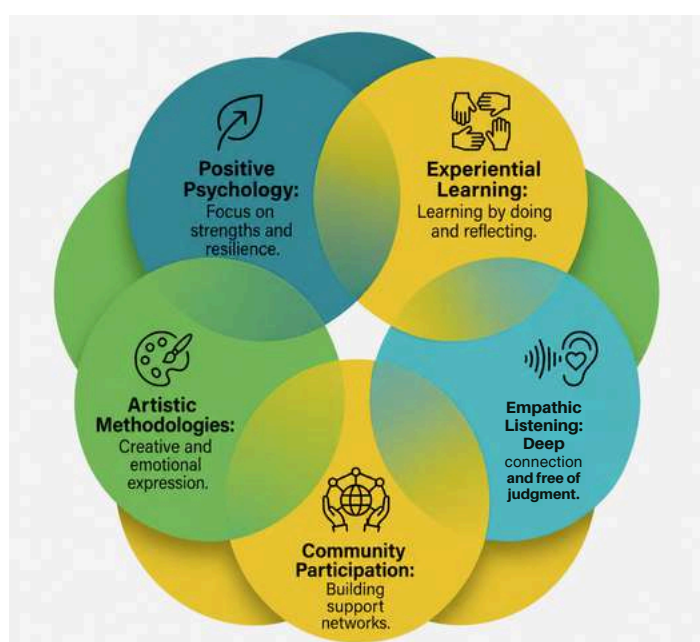 Positive
Psychology:
Focus on
strengths and
resilience.
Experiential
Learning:
Learning by doing
and reflecting.
Artistic
Methodologies:
Creative and
emotional
expression.
Empathic
Listening:
Deep
connection
and free of
judgment.
Community
Participation:
Building
support
networks.